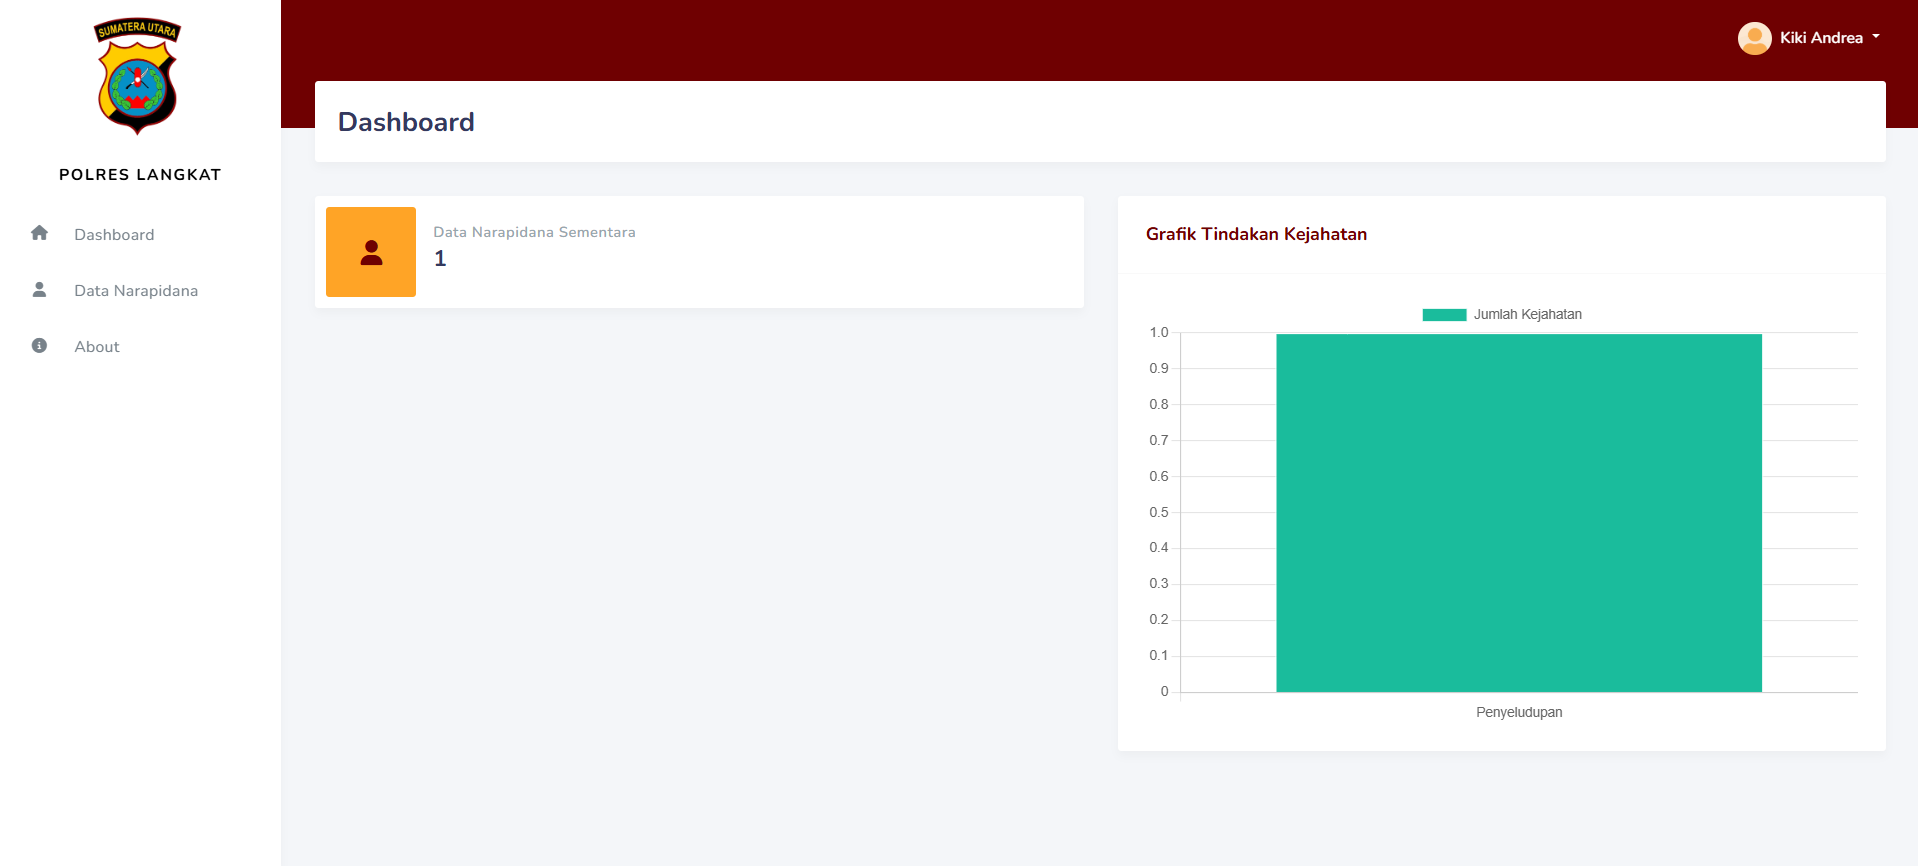 SUMATERA UTARA
POLRES LANGKAT
Dashboard
Data Narapidana
About
Kiki Andrea
Dashboard
Data Narapidana Sementara
1
Grafik Tindakan Kejahatan
Jumlah Kejahatan
1.0
0.9
0.8
0.7
0.6
0.5
0.4
0.3
0.2
0.1
0
Penyeludupan